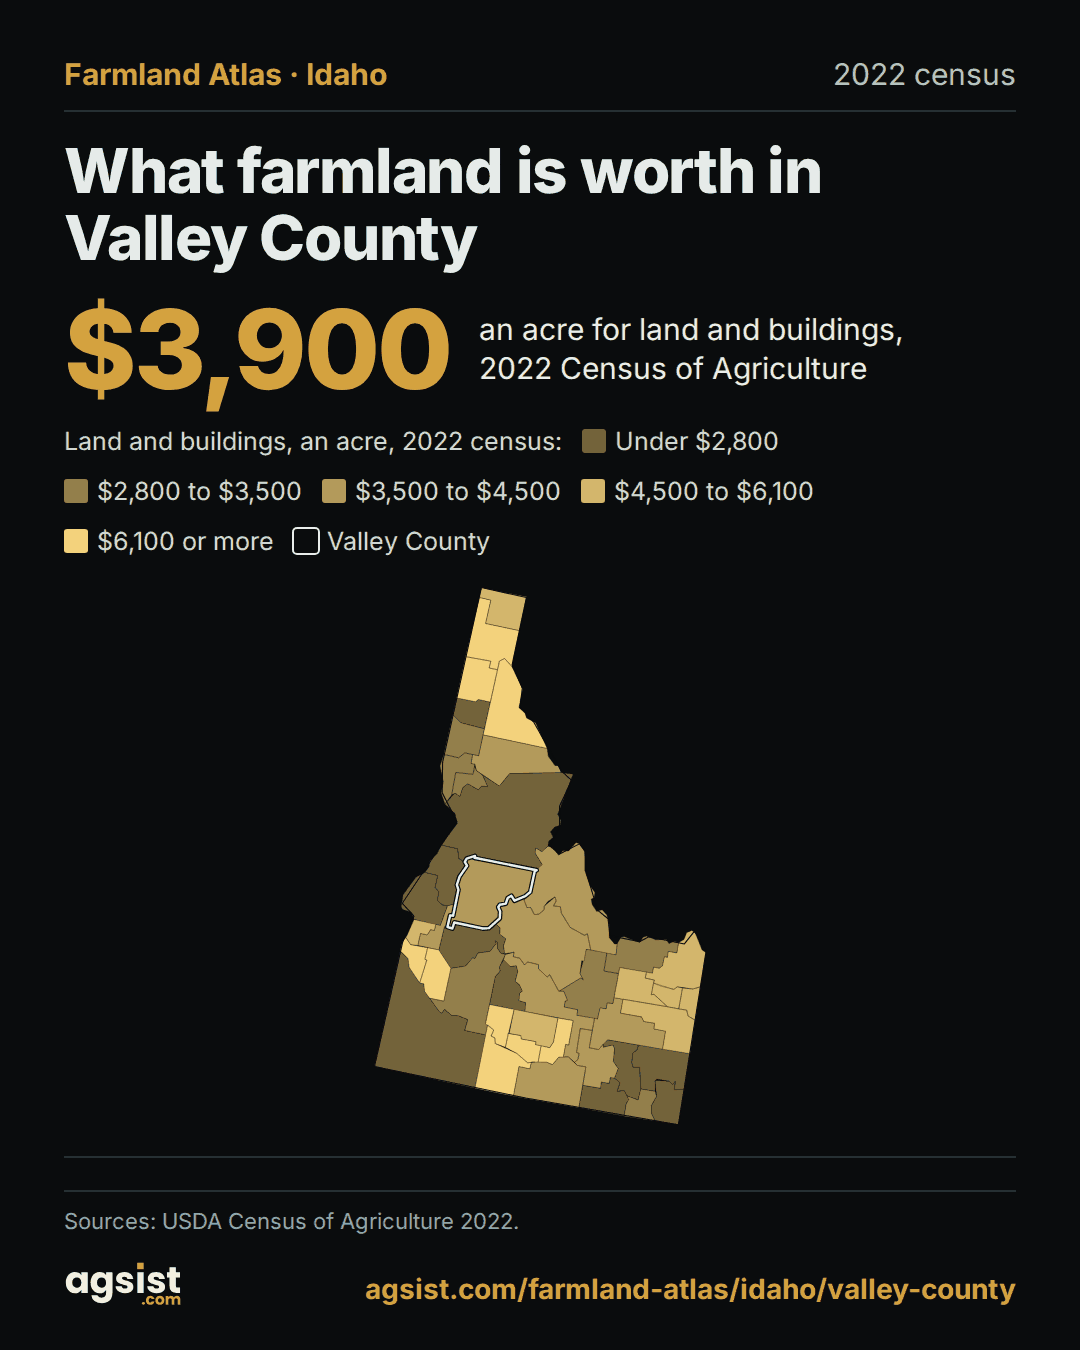 Farmland Atlas · Idaho
2022 census
What farmland is worth in
Valley County
$3,900
an acre for land and buildings,
2022 Census of Agriculture
Land and buildings, an acre, 2022 census: Under $2,800
$2,800 to $3,500 $3,500 to $4,500 $4,500 to $6,100
$6,100 or more Valley County
Sources: USDA Census of Agriculture 2022.
agsist
.com
agsist.com/farmland-atlas/idaho/valley-county